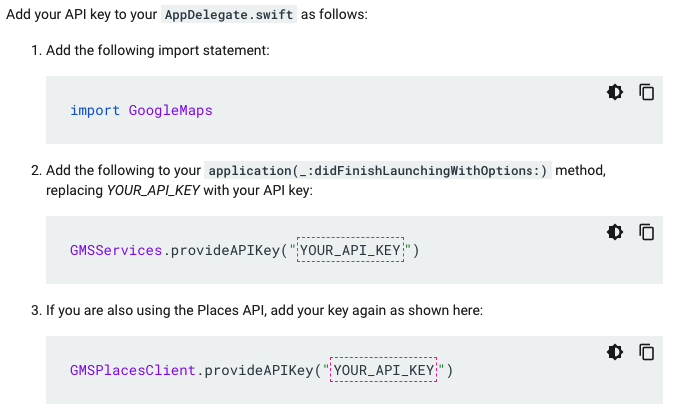 Add your API key to your AppDelegate.swift as follows:
1. Add the following import statement:
import GoogleMaps
2. Add the following to your application(_:didFinishLaunchingWithOptions:) method,
replacing YOUR_API_KEY with your API key:
GMSServices.provideAPIKey("YOUR_API_KEY")
3. If you are also using the Places API, add your key again as shown here:
GMSPlacesClient.provideAPIKey("YOUR_API_KEY")